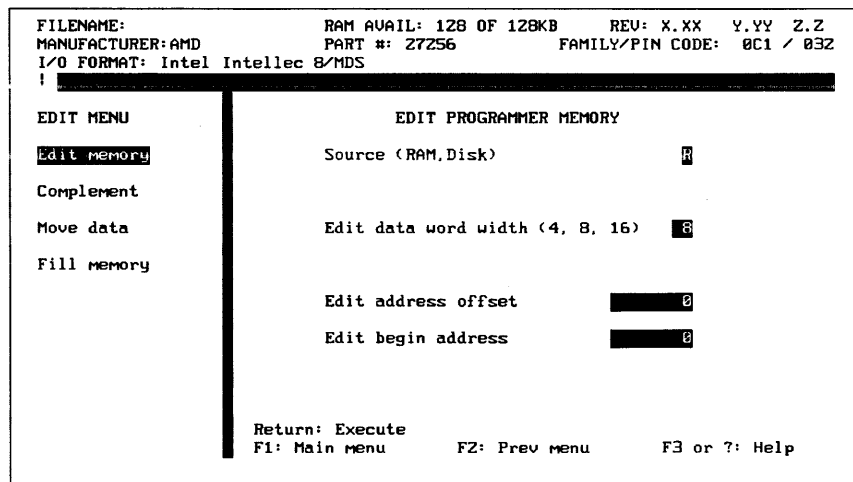 FILENAME: RAM AVAIL: 128 OF 128KB REV: X.XX Y.YY Z.Z
MANUFACTURER: AMD PART #: 27256 FAMILY/PIN CODE: 0C1 / 032
I/O FORMAT: Intel Intellec 8/MDS
!
EDIT MENU
Edit memory
Complement
Move data
Fill memory
EDIT PROGRAMMER MEMORY
Source (RAM,Disk) R
Edit data word width (4, 8, 16) 8
Edit address offset 0
Edit begin address 0
Return: Execute
F1: Main menu F2: Prev menu F3 or ?: Help